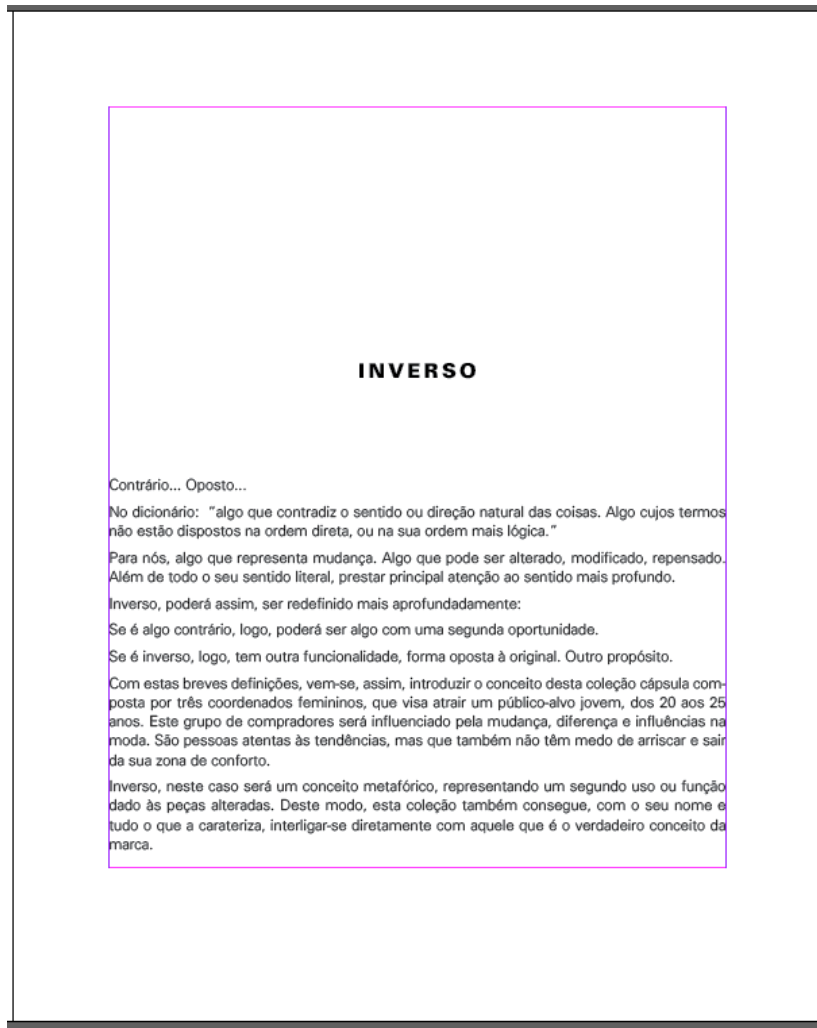 INVERSO
Contrário... Oposto...
No dicionário:  "algo que contradiz o sentido ou direção natural das coisas. Algo cujos termos
não estão dispostos na ordem direta, ou na sua ordem mais lógica."
Para nós, algo que representa mudança. Algo que pode ser alterado, modificado, repensado.
Além de todo o seu sentido literal, prestar principal atenção ao sentido mais profundo.
Inverso, poderá assim, ser redefinido mais aprofundadamente:
Se é algo contrário, logo, poderá ser algo com uma segunda oportunidade.
Se é inverso, logo, tem outra funcionalidade, forma oposta à original. Outro propósito.
Com estas breves definições, vem-se, assim, introduzir o conceito desta coleção cápsula com-
posta por três coordenados femininos, que visa atrair um público-alvo jovem, dos 20 aos 25
anos. Este grupo de compradores será influenciado pela mudança, diferença e influências na
moda. São pessoas atentas às tendências, mas que também não têm medo de arriscar e sair
da sua zona de conforto.
Inverso, neste caso será um conceito metafórico, representando um segundo uso ou função
dado às peças alteradas. Deste modo, esta coleção também consegue, com o seu nome e
tudo o que a carateriza, interligar-se diretamente com aquele que é o verdadeiro conceito da
marca.